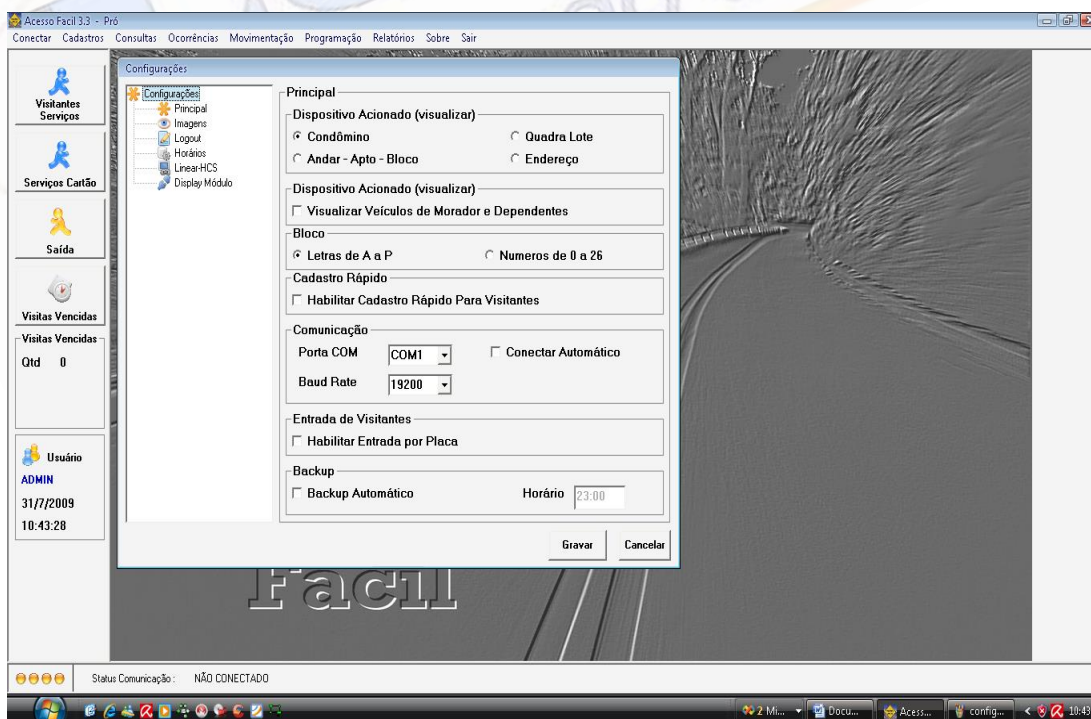 Acesso Facil 3.3 - Pró
Conectar Cadastros Consultas Ocorrências Movimentação Programação Relatórios Sobre Sair
Visitantes
Serviços
Serviços Cartão
Saída
Visitas Vencidas
Visitas Vencidas
Qtd 0
Usuário
ADMIN
31/7/2009
10:43:28
Configurações
Configurações
Principal
Imagens
Logout
Horários
Linear-HCS
Display Módulo
Principal
Dispositivo Acionado (visualizar)
Condômino Quadra Lote
Andar - Apto - Bloco Endereço
Dispositivo Acionado (visualizar)
Visualizar Veículos de Morador e Dependentes
Bloco
Letras de A a P Numeros de 0 a 26
Cadastro Rápido
Habilitar Cadastro Rápido Para Visitantes
Comunicação
Porta COM COM1 Conectar Automático
Baud Rate 19200
Entrada de Visitantes
Habilitar Entrada por Placa
Backup
Backup Automático Horário 23:00
Gravar Cancelar
Facil
Status Comunicação : NÃO CONECTADO
2 Mi... Docu... Acess... config... 10:43